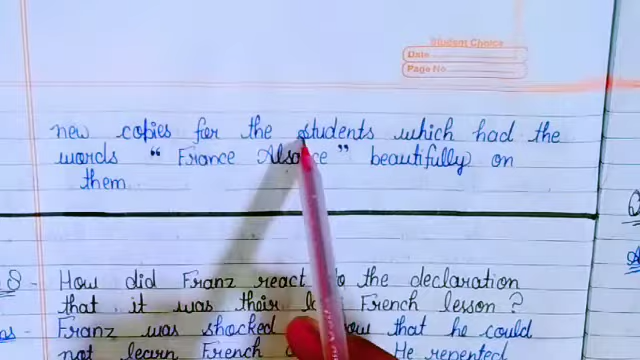 Student Choice
Date
Page No.
new copies for the students which had the
words " France Alsace " beautifully on
them
8 - How did Franz react to the declaration
that it was their French lesson ?
Franz was shocked that he could
not learn French He repented